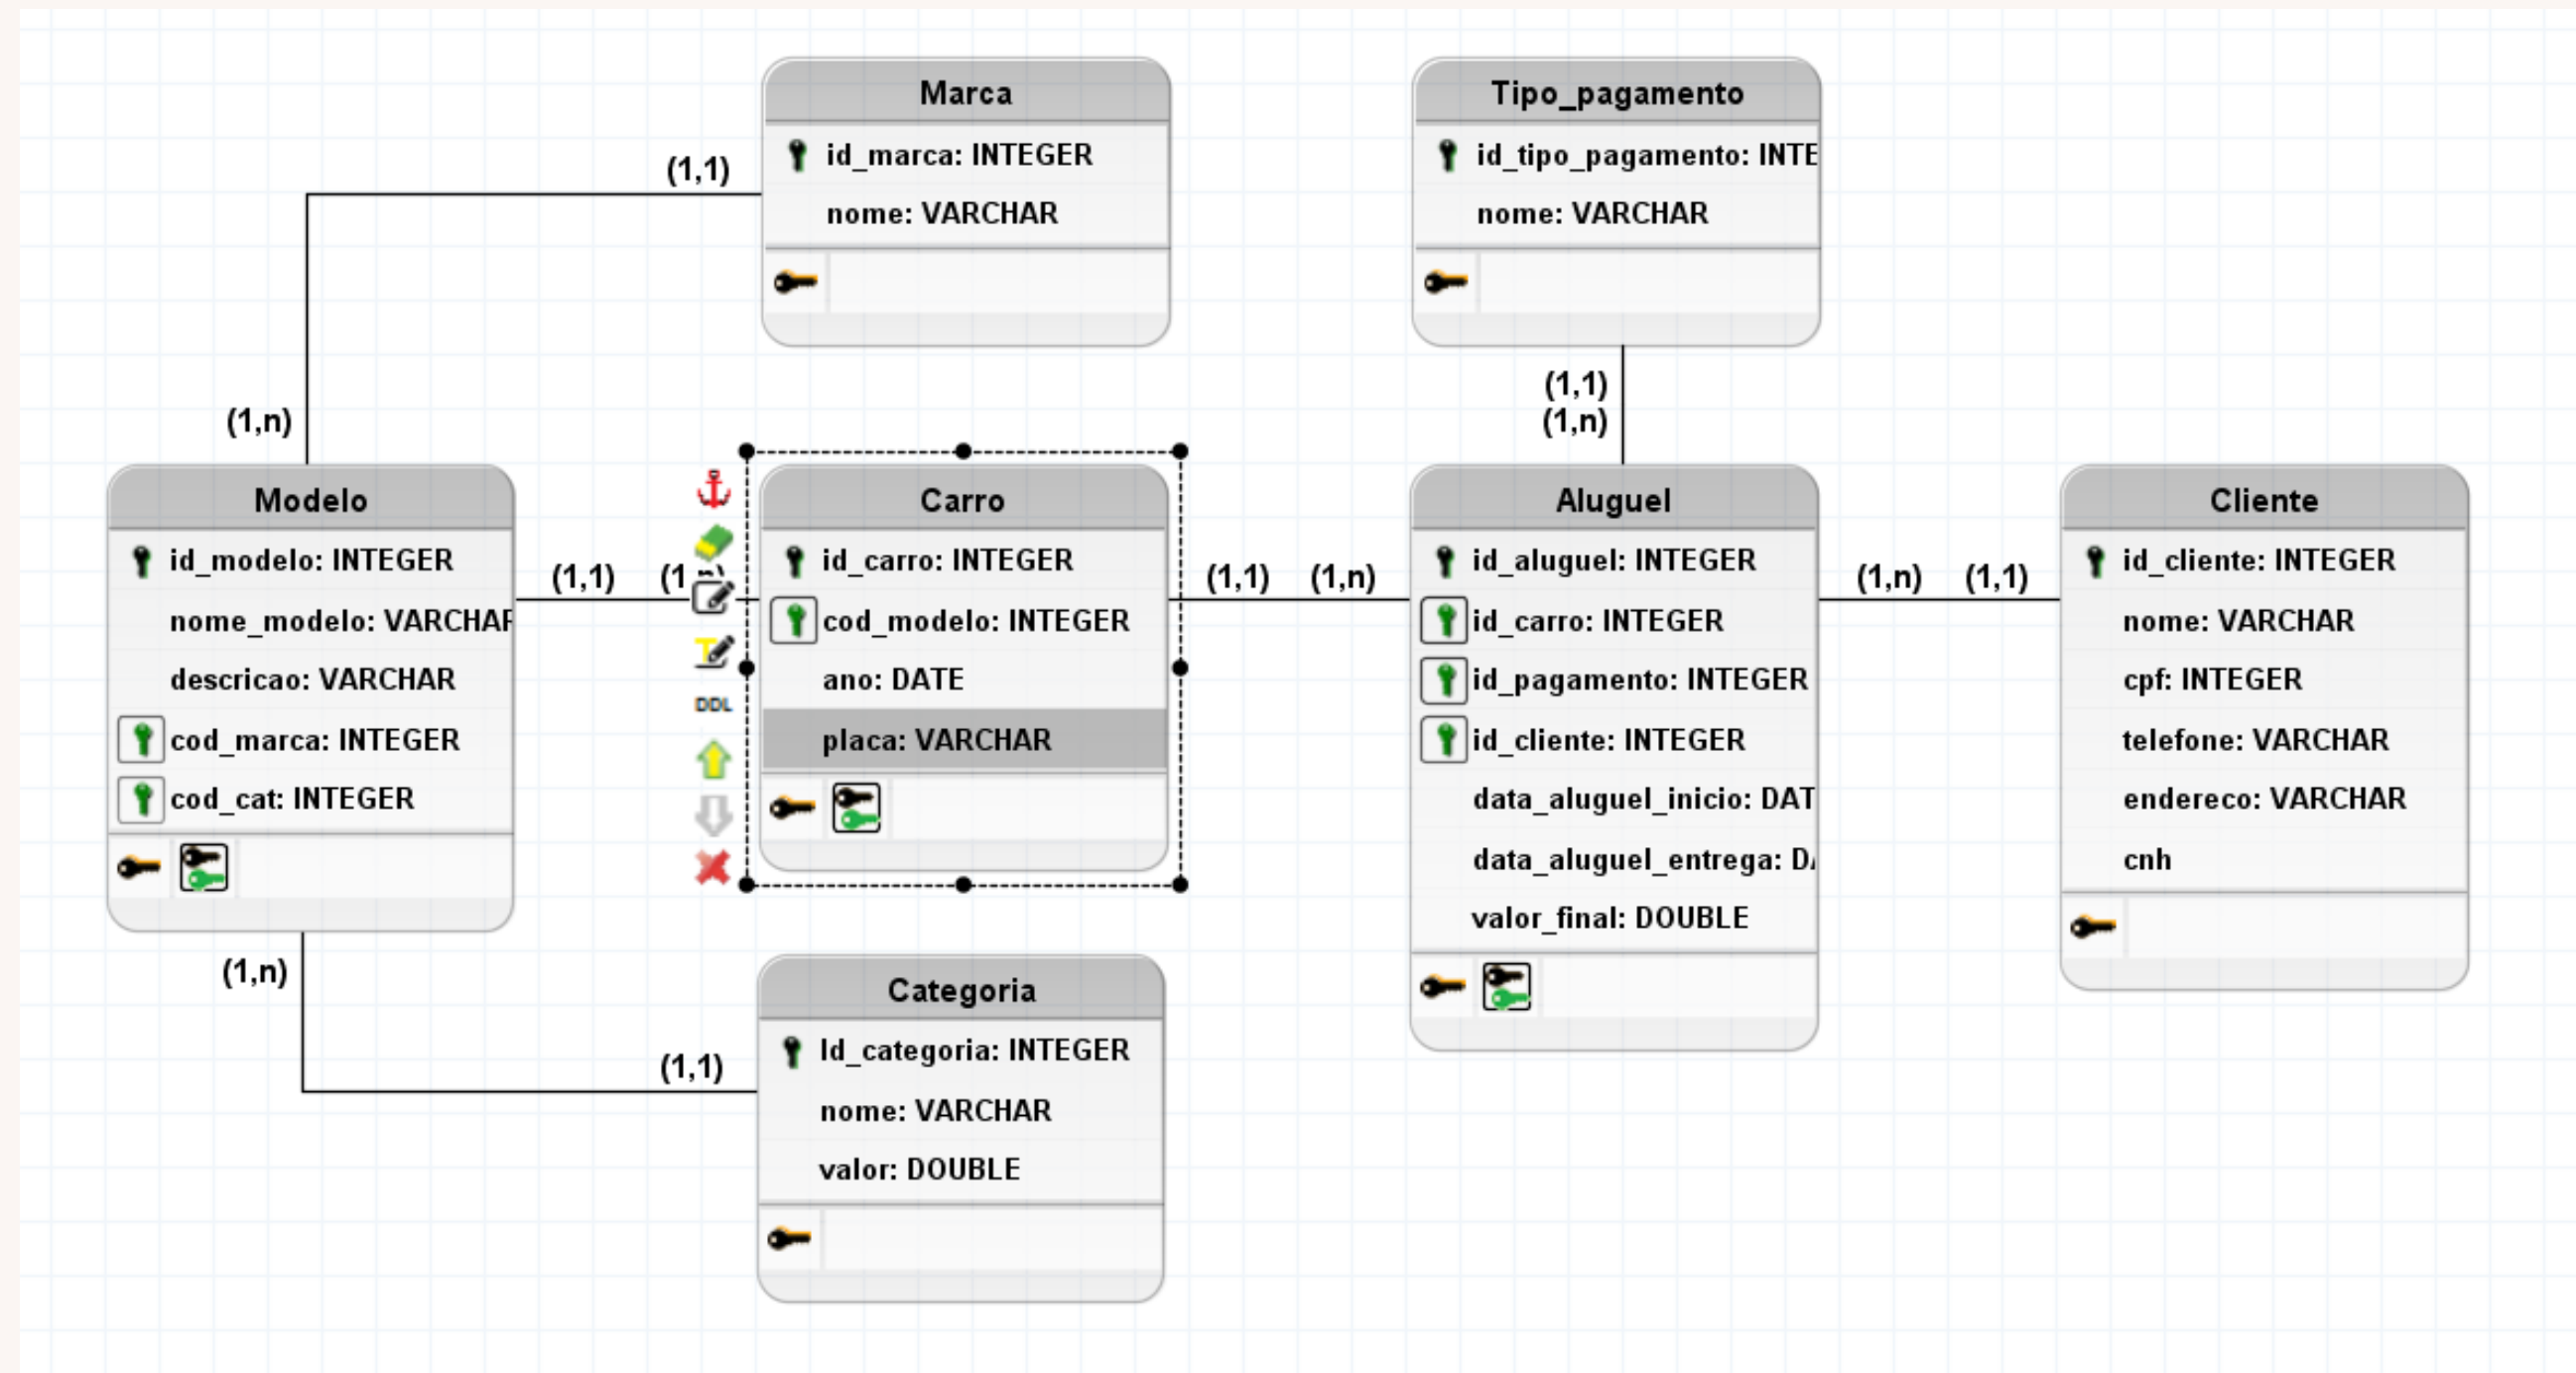 Marca
id_marca: INTEGER
nome: VARCHAR
Tipo_pagamento
id_tipo_pagamento: INTE
nome: VARCHAR
(1,1)
(1,n)
(1,1)
(1,n)
Modelo
id_modelo: INTEGER
nome_modelo: VARCHAR
descricao: VARCHAR
cod_marca: INTEGER
cod_cat: INTEGER
(1,1)
DDL
Carro
id_carro: INTEGER
cod_modelo: INTEGER
ano: DATE
placa: VARCHAR
(1,1) (1,n)
Aluguel
id_aluguel: INTEGER
id_carro: INTEGER
id_pagamento: INTEGER
id_cliente: INTEGER
data_aluguel_inicio: DAT
data_aluguel_entrega: DA
valor_final: DOUBLE
(1,n) (1,1)
Cliente
id_cliente: INTEGER
nome: VARCHAR
cpf: INTEGER
telefone: VARCHAR
endereco: VARCHAR
cnh
(1,n)
(1,1)
Categoria
Id_categoria: INTEGER
nome: VARCHAR
valor: DOUBLE